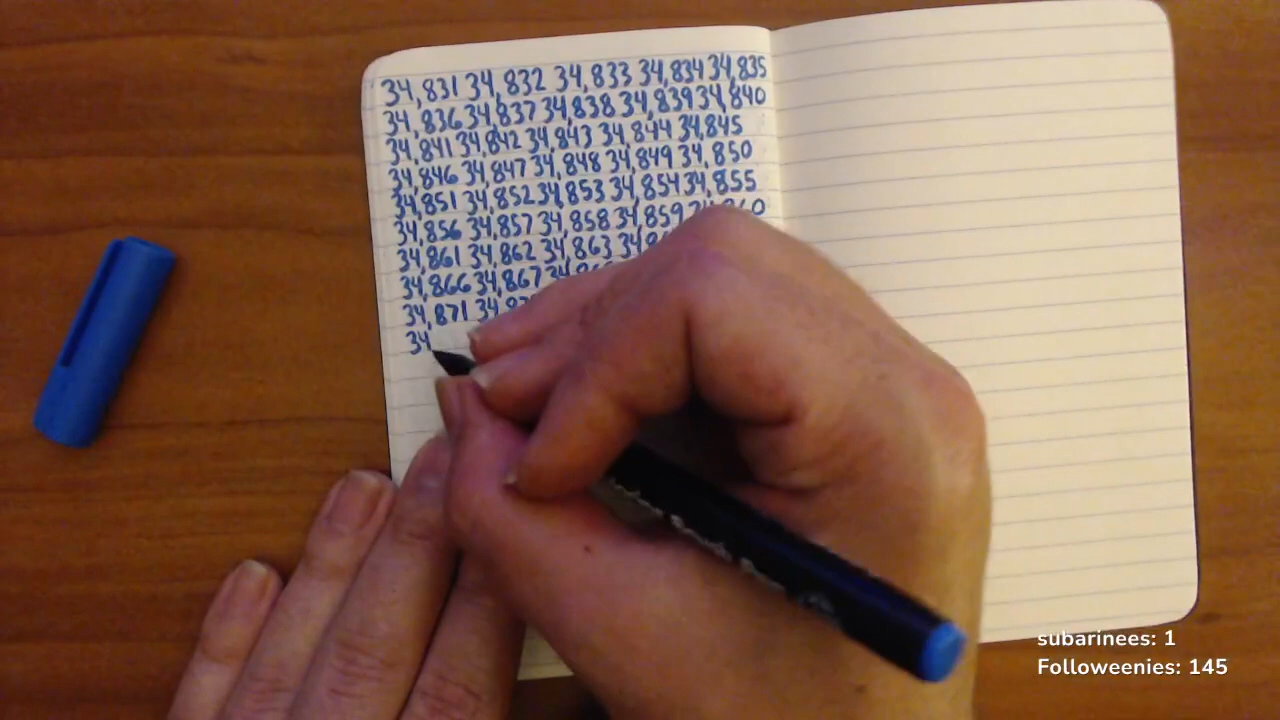 34,831 34,832 34,833 34,834 34,835
34,836 34,837 34,838 34,839 34,840
34,841 34,842 34,843 34,844 34,845
34,846 34,847 34,848 34,849 34,850
34,851 34,852 34,853 34,854 34,855
34,856 34,857 34,858 34,859
34,861 34,862 34,863
34,866 34,867
34,871
34
subarinees: 1
Followeenies: 145